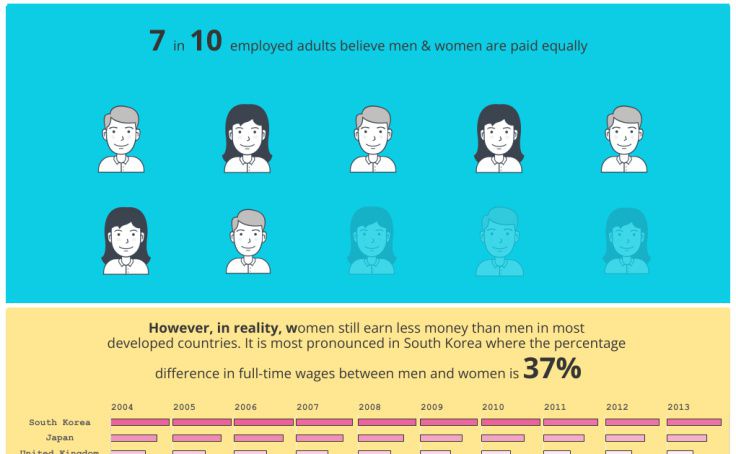 7 in 10 employed adults believe men & women are paid equally
However, in reality, women still earn less money than men in most
developed countries. It is most pronounced in South Korea where the percentage
difference in full-time wages between men and women is 37%
2004 2005 2006 2007 2008 2009 2010 2011 2012 2013
South Korea
Japan
United Kingdom